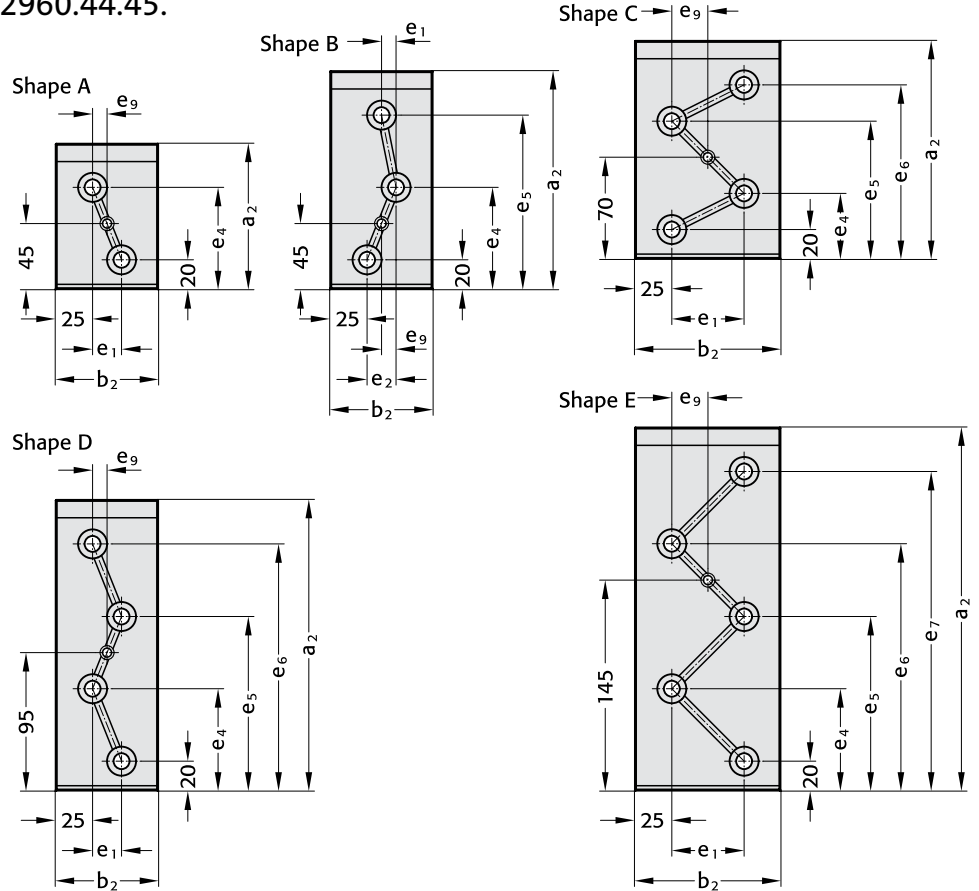 2960.44.45.
Shape A
e₉
45
e₄
a₂
20
25
e₁
b₂
Shape B
e₁
45
e₅
e₄
a₂
20
25
e₉
e₂
b₂
Shape C
e₉
70
20
e₄
e₅
e₆
a₂
25
e₁
b₂
Shape D
e₉
95
20
e₄
e₅
e₆
a₂
25
e₁
b₂
Shape E
e₉
145
20
e₄
e₅
e₆
e₇
a₂
25
e₁
b₂